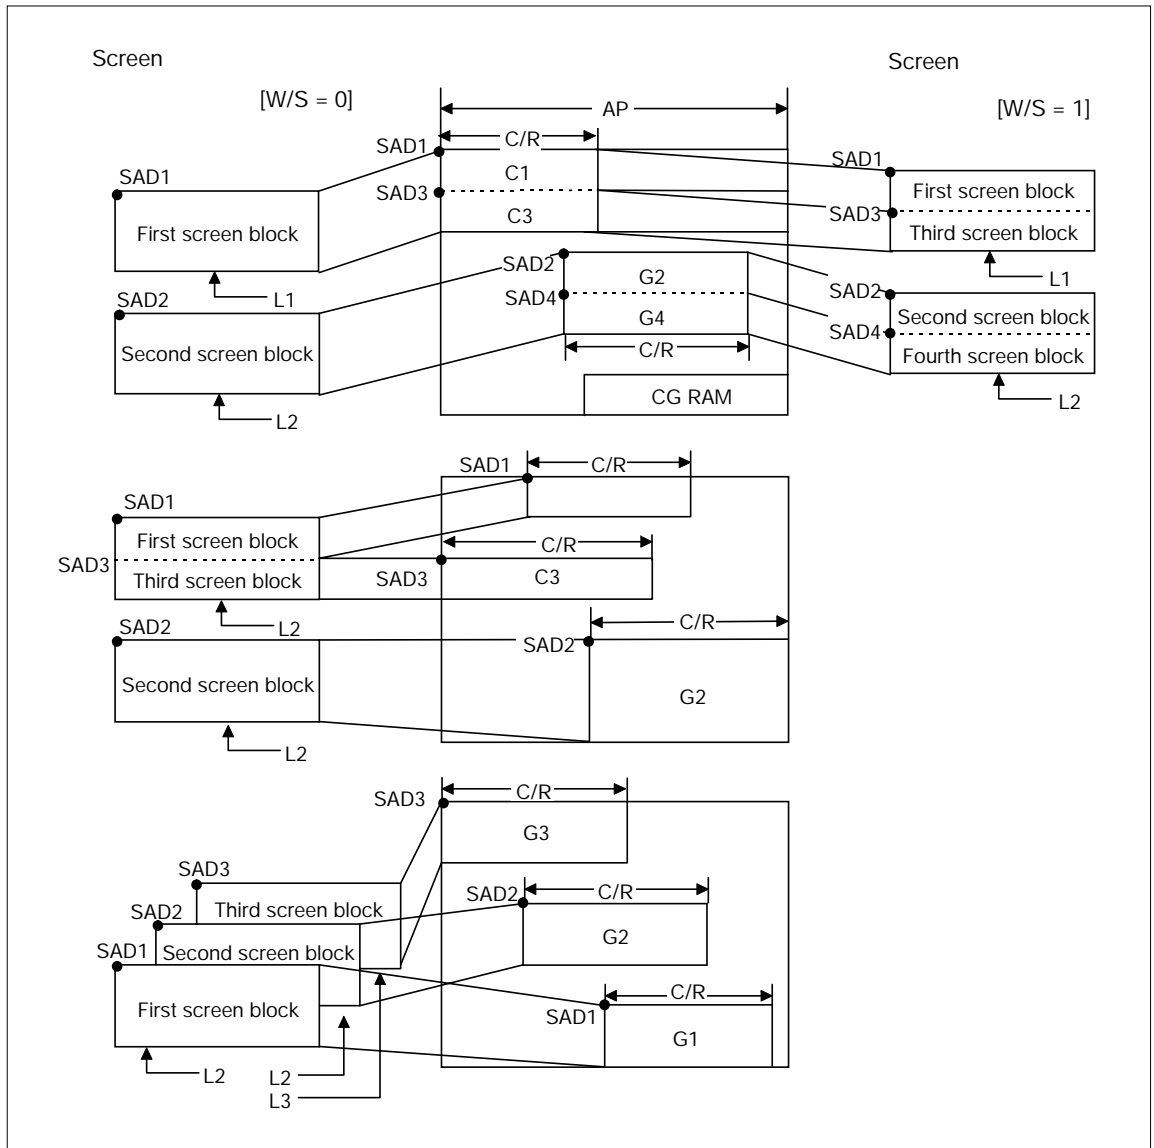 Screen
Screen
[W/S = 0]
[W/S = 1]
AP
C/R
SAD1
C1
SAD3
C3
SAD1
First screen block
L1
SAD1
First screen block
SAD3
Third screen block
L1
SAD2
G2
SAD4
G4
C/R
CG RAM
SAD2
Second screen block
L2
SAD2
Second screen block
SAD4
Fourth screen block
L2
SAD1
C/R
SAD1
First screen block
SAD3
Third screen block
L2
C/R
SAD3
C3
SAD2
Second screen block
L2
C/R
SAD2
G2
SAD3
C/R
G3
SAD3
Third screen block
SAD2
Second screen block
SAD1
First screen block
L2
L2
L3
SAD2
C/R
G2
C/R
SAD1
G1